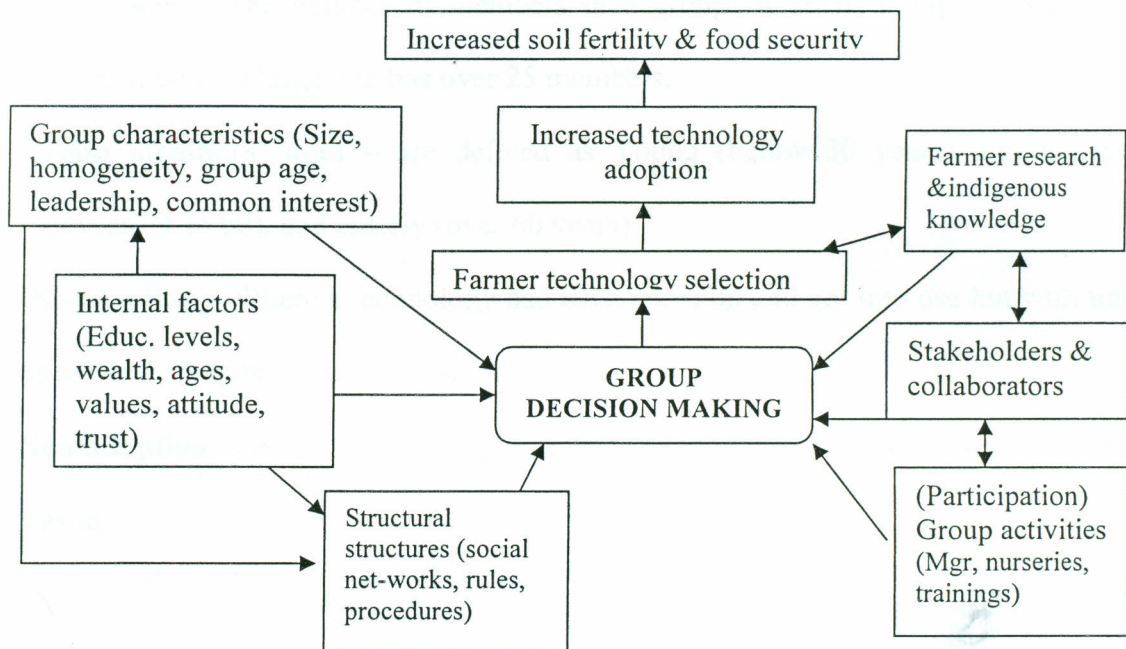 Increased soil fertility & food security
Group characteristics (Size,
homogeneity, group age,
leadership, common interest)
Increased technology
adoption
Farmer research
&indigenous
knowledge
Farmer technology selection
Internal factors
(Educ. levels,
wealth, ages,
values, attitude,
trust)
GROUP
DECISION MAKING
Stakeholders &
collaborators
Structural
structures (social
net-works, rules,
procedures)
(Participation)
Group activities
(Mgr, nurseries,
trainings)